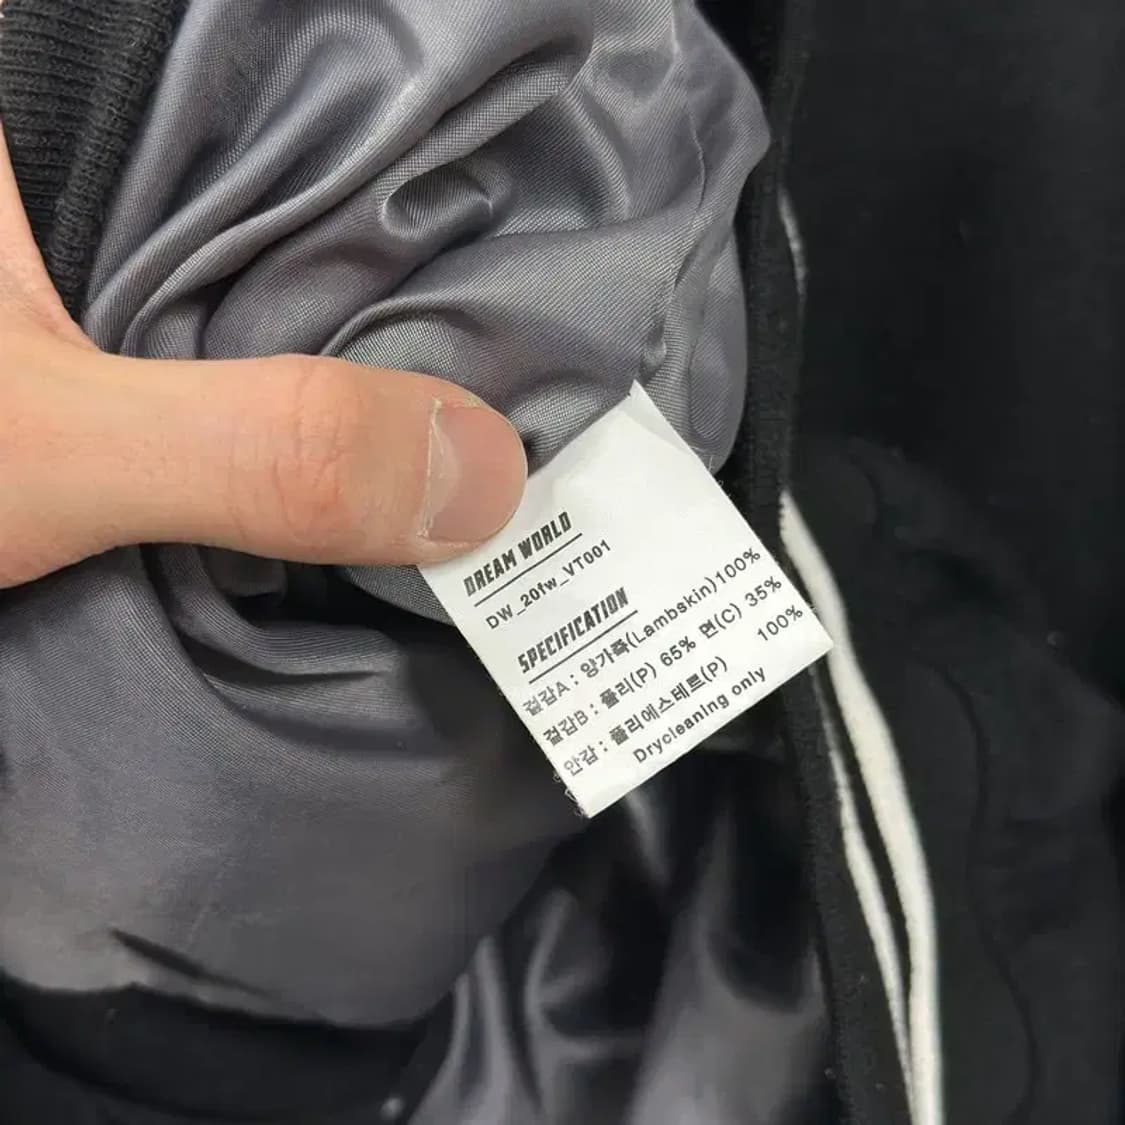 DREAM WORLD
DW_20fw_VT001
SPECIFICATION
겉감A : 양가죽(Lambskin)100%
겉감B : 폴리(P) 65% 면(C) 35%
안감 : 폴리에스테르(P) 100%
Drycleaning only